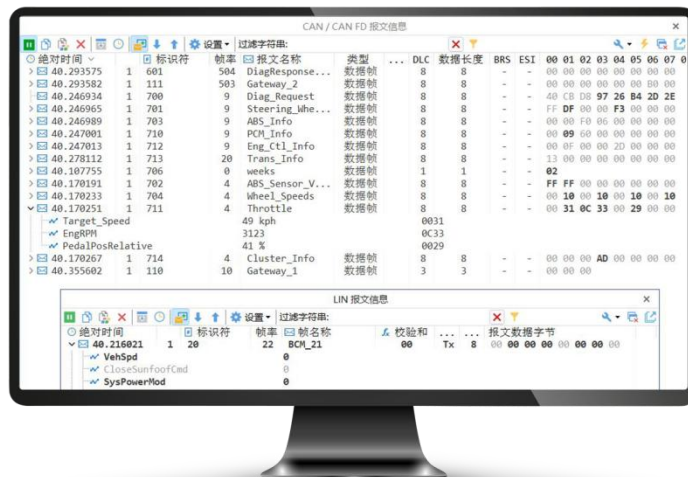 CAN / CAN FD 报文信息
设置 过滤字符串:
绝对时间 标识符 帧率 报文名称 类型 ... DLC 数据长度 BRS ESI 00 01 02 03 04 05 06 07 0
40.293575 1 601 504 DiagResponse... 数据帧 8 8 - - 00 00 00 00 00 00 00 00
40.293582 1 111 503 Gateway_2 数据帧 8 8 - - 00 00 00 00 00 00 B0 00
40.246934 1 700 9 Diag_Request 数据帧 8 8 - - 40 CB D8 97 26 B4 2D 2E
40.246965 1 701 9 Steering_Whe... 数据帧 8 8 - - FF DF 00 00 F3 00 00 00
40.246989 1 703 9 ABS_Info 数据帧 8 8 - - 00 00 F0 06 00 00 00 00
40.247001 1 710 9 PCM_Info 数据帧 8 8 - - 00 09 60 00 00 00 00 00
40.247013 1 712 9 Eng_Ctl_Info 数据帧 8 8 - - 00 0F 00 00 2D 00 00 00
40.278112 1 713 20 Trans_Info 数据帧 8 8 - - 13 00 00 00 00 00 00 00
40.107755 1 706 0 weeks 数据帧 1 1 - - 02
40.170191 1 702 4 ABS_Sensor_V... 数据帧 8 8 - - FF FF 00 00 00 00 00 00
40.170233 1 704 4 Wheel_Speeds 数据帧 8 8 - - 00 10 00 10 00 10 00 10
40.170251 1 711 4 Throttle 数据帧 8 8 - - 00 31 0C 33 00 29 00 00
Target_Speed 49 kph 0031
EngRPM 3123 0C33
PedalPosRelative 41 % 0029
40.170267 1 714 4 Cluster_Info 数据帧 8 8 - - 00 00 00 AD 00 00 00 00
40.355602 1 110 10 Gateway_1 数据帧 3 3 - - 00 00 00
LIN 报文信息
设置 过滤字符串:
绝对时间 标识符 帧率 帧名称 校验和 ... ... 报文数据字节
40.216021 1 20 22 BCM_21 00 Tx 8 00 00 00 00 00 00 00 00
VehSpd 0
CloseSunfoofCmd 0
SysPowerMod 0